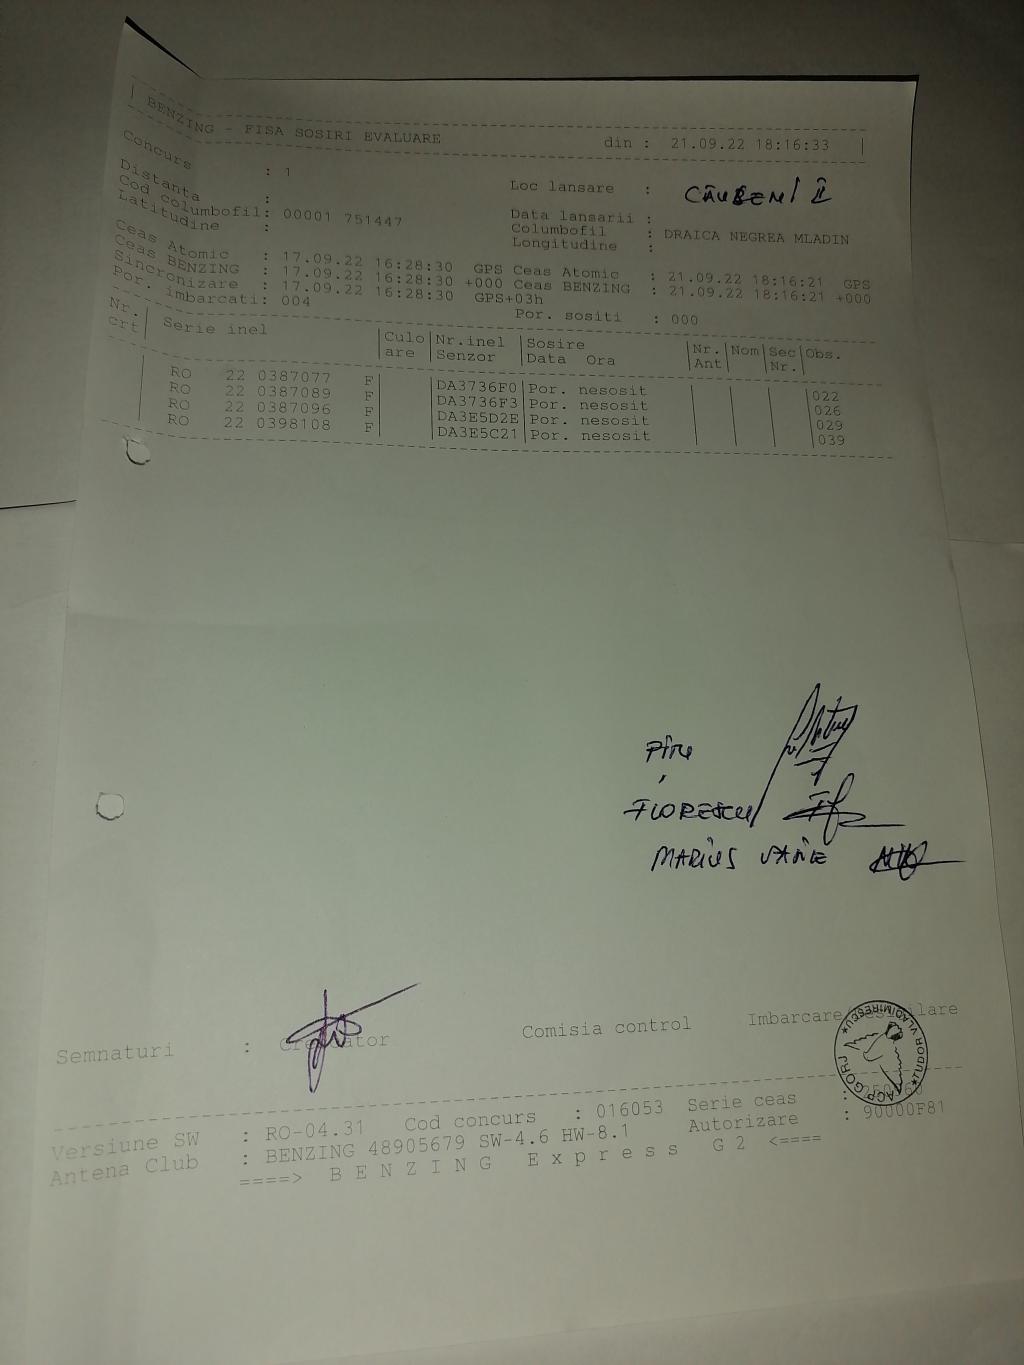 BENZING - FISA SOSIRI EVALUARE din : 21.09.22 18:16:33
Concurs : 1 Loc lansare : CĂUȘENI II
Distanta : Data lansarii :
Cod columbofil: 00001 751447 Columbofil : DRAICA NEGREA MLADIN
Latitudine : Longitudine :
Ceas Atomic : 17.09.22 16:28:30 GPS Ceas Atomic : 21.09.22 18:16:21 GPS
Ceas BENZING : 17.09.22 16:28:30 +000 Ceas BENZING : 21.09.22 18:16:21 +000
Sincronizare : 17.09.22 16:28:30 GPS+03h
Por. imbarcati: 004 Por. sositi : 000
Nr. Serie inel Culo Nr.inel Sosire Nr. Nom Sec Obs.
crt are Senzor Data Ora Ant Nr.
RO 22 0387077 F DA3736F0 Por. nesosit 022
RO 22 0387089 F DA3736F3 Por. nesosit 026
RO 22 0387096 F DA3E5D2E Por. nesosit 029
RO 22 0398108 F DA3E5C21 Por. nesosit 039
FLORESCU
MARIUS
Semnaturi : Crescator Comisia control Imbarcare
AACP GORJ *TUDOR VLADIMIRESCU*
Versiune SW : RO-04.31 Cod concurs : 016053 Serie ceas :
Antena Club : BENZING 48905679 SW-4.6 HW-8.1 Autorizare : 90000F81
====> B E N Z I N G E x p r e s s G 2 <====